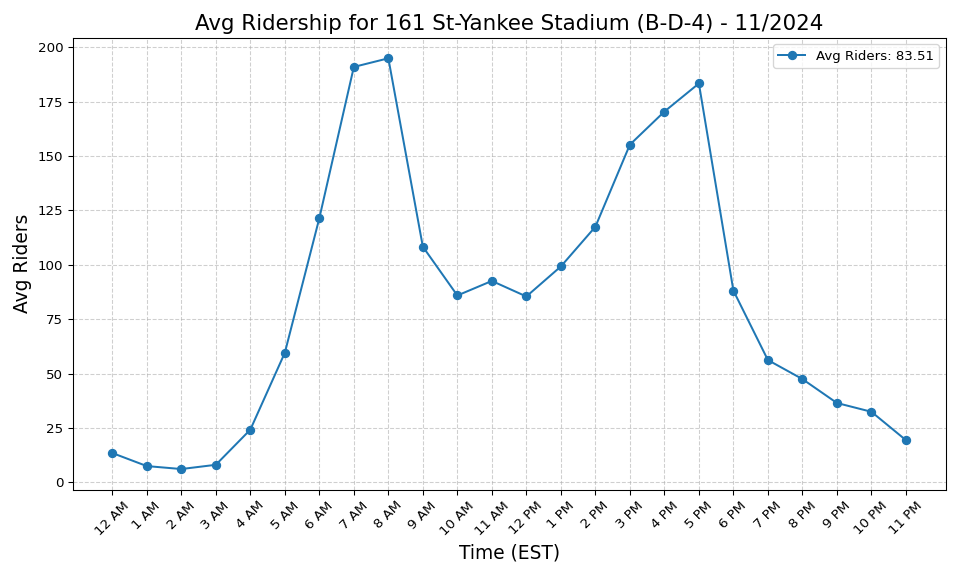 Avg Ridership for 161 St-Yankee Stadium (B-D-4) - 11/2024
Avg Riders: 83.51
Avg Riders
200
175
150
125
100
75
50
25
0
12 AM
1 AM
2 AM
3 AM
4 AM
5 AM
6 AM
7 AM
8 AM
9 AM
10 AM
11 AM
12 PM
1 PM
2 PM
3 PM
4 PM
5 PM
6 PM
7 PM
8 PM
9 PM
10 PM
11 PM
Time (EST)